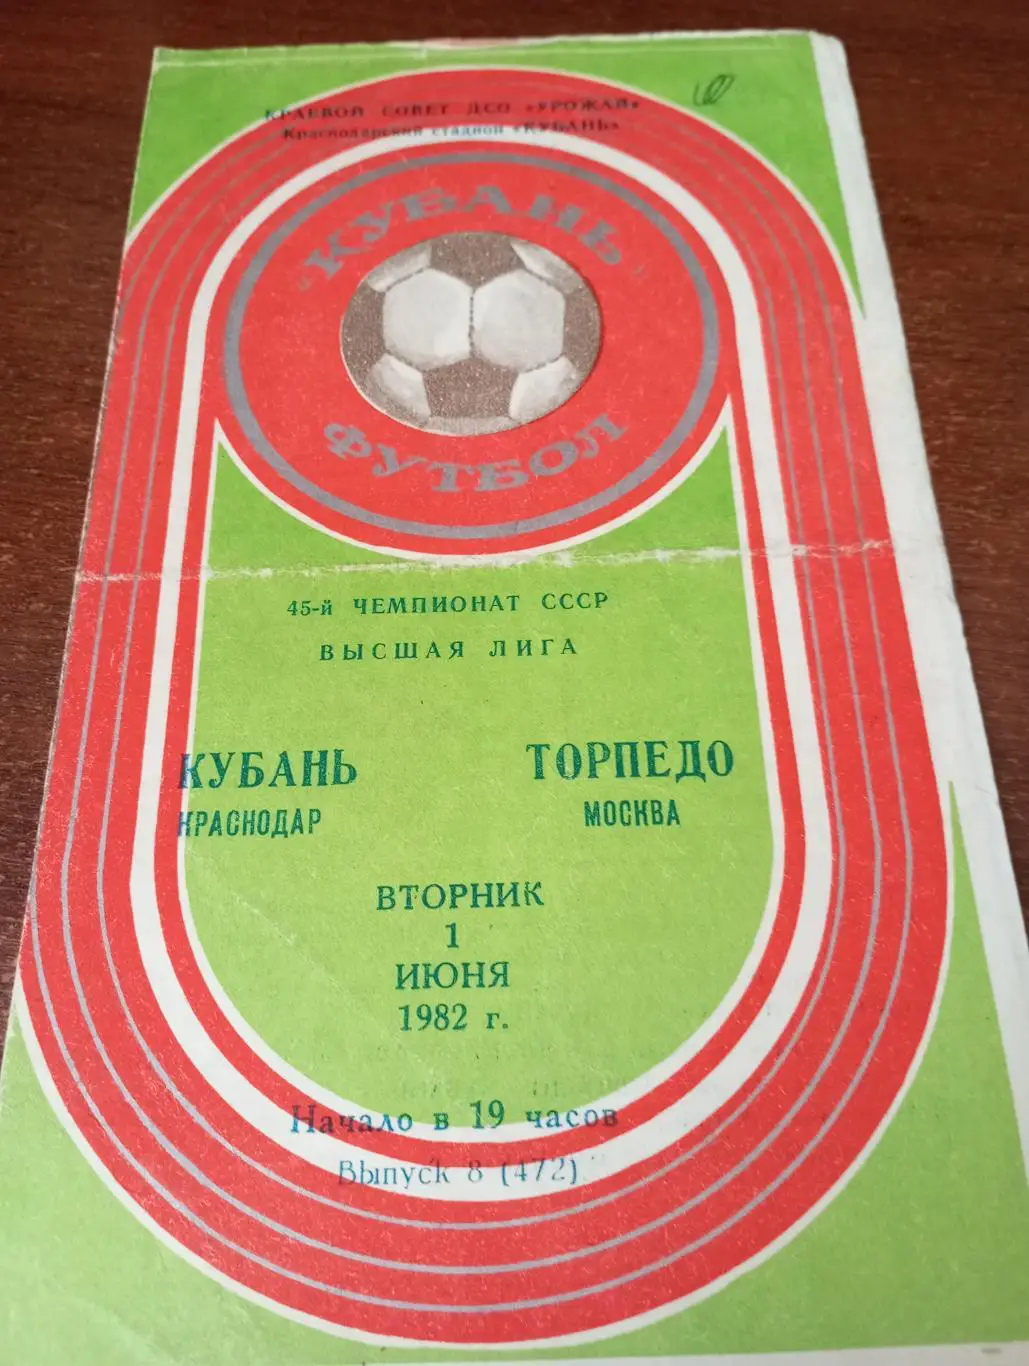 КРАЕВОЙ СОВЕТ ДСО «УРОЖАЙ»
Краснодарский стадион «КУБАНЬ»
«КУБАНЬ»
ФУТБОЛ
45-й ЧЕМПИОНАТ СССР
ВЫСШАЯ ЛИГА
КУБАНЬ ТОРПЕДО
КРАСНОДАР МОСКВА
ВТОРНИК
1
ИЮНЯ
1982 г.
Начало в 19 часов
Выпуск 8 (472)